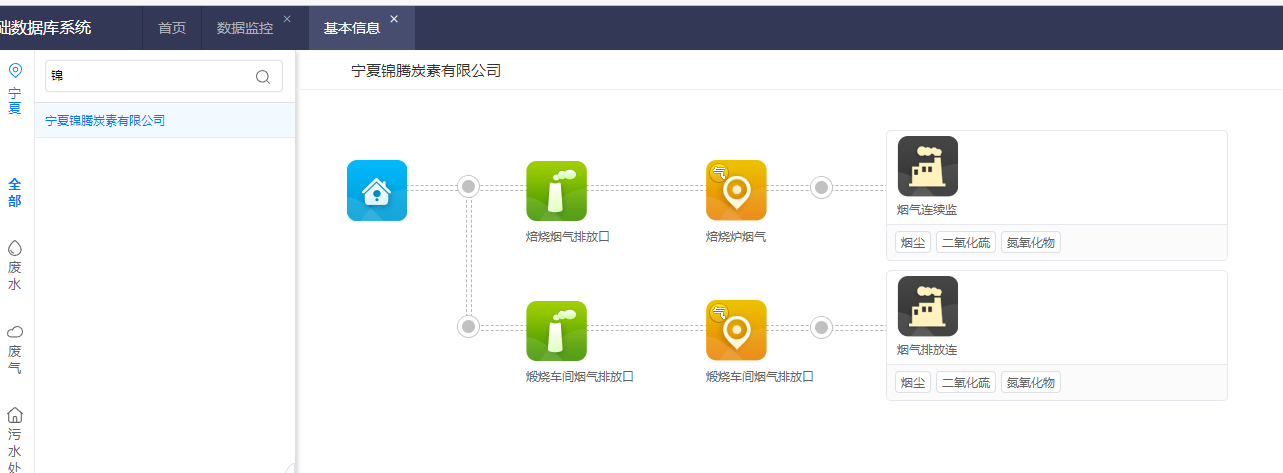 础数据库系统
首页
数据监控
基本信息
宁夏
锦
宁夏锦腾炭素有限公司
宁夏锦腾炭素有限公司
全部
废水
废气
污水处
焙烧烟气排放口
气
焙烧炉烟气
烟气连续监
烟尘
二氧化硫
氮氧化物
煅烧车间烟气排放口
气
煅烧车间烟气排放口
烟气排放连
烟尘
二氧化硫
氮氧化物